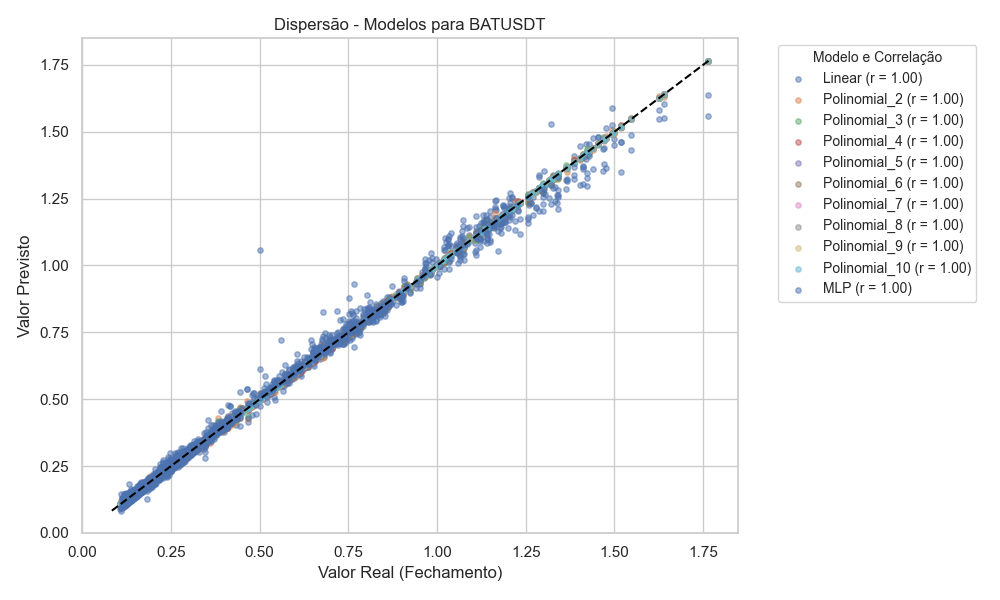 Dispersão - Modelos para BATUSDT
Modelo e Correlação
Linear (r = 1.00)
Polinomial_2 (r = 1.00)
Polinomial_3 (r = 1.00)
Polinomial_4 (r = 1.00)
Polinomial_5 (r = 1.00)
Polinomial_6 (r = 1.00)
Polinomial_7 (r = 1.00)
Polinomial_8 (r = 1.00)
Polinomial_9 (r = 1.00)
Polinomial_10 (r = 1.00)
MLP (r = 1.00)
Valor Previsto
1.75
1.50
1.25
1.00
0.75
0.50
0.25
0.00
0.00 0.25 0.50 0.75 1.00 1.25 1.50 1.75
Valor Real (Fechamento)